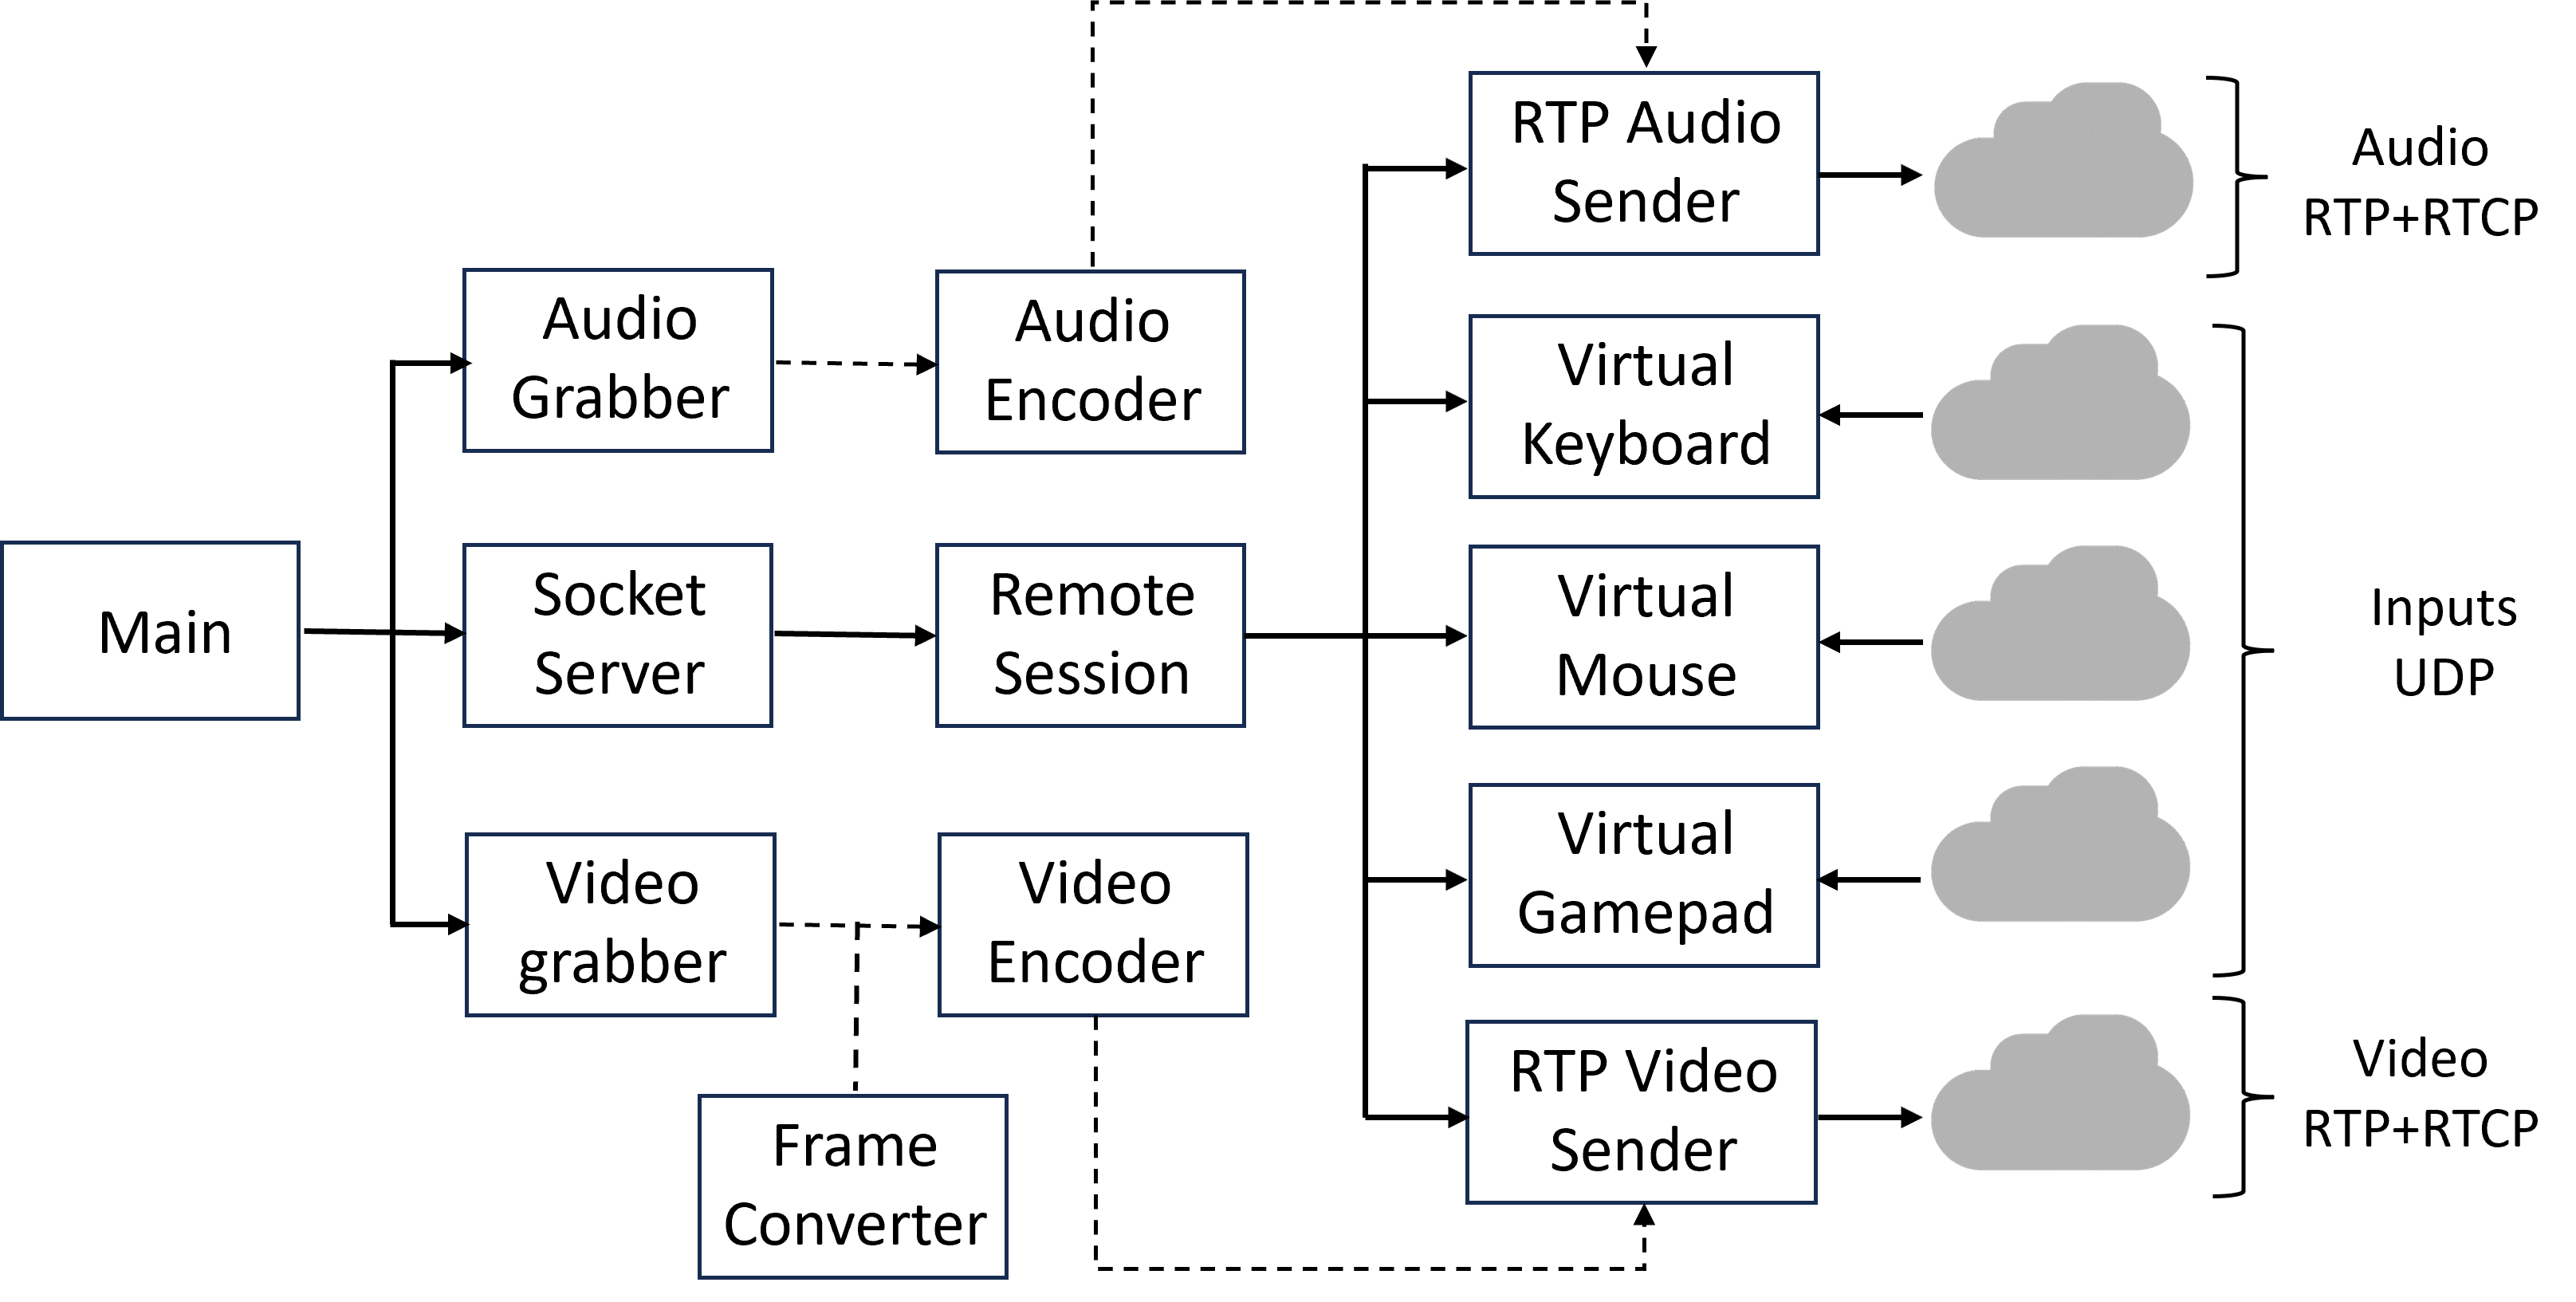 RTP Audio
Sender
Audio
RTP+RTCP
Audio
Grabber
Audio
Encoder
Virtual
Keyboard
Main
Socket
Server
Remote
Session
Virtual
Mouse
Inputs
UDP
Video
grabber
Video
Encoder
Virtual
Gamepad
Frame
Converter
RTP Video
Sender
Video
RTP+RTCP